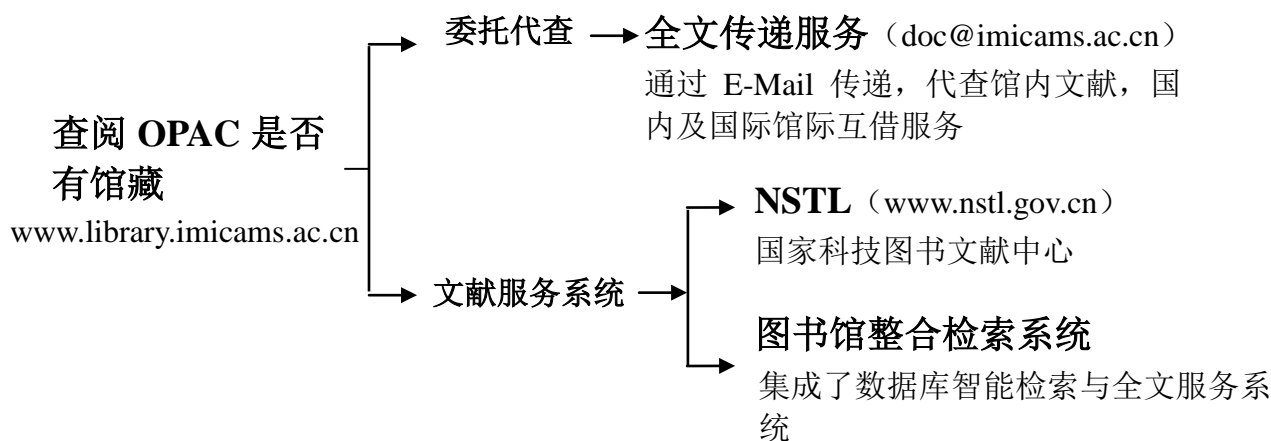 委托代查
全文传递服务（doc@imicams.ac.cn）
通过 E-Mail 传递，代查馆内文献，国
内及国际馆际互借服务
查阅 OPAC 是否
有馆藏
www.library.imicams.ac.cn
文献服务系统
NSTL（www.nstl.gov.cn）
国家科技图书文献中心
图书馆整合检索系统
集成了数据库智能检索与全文服务系
统